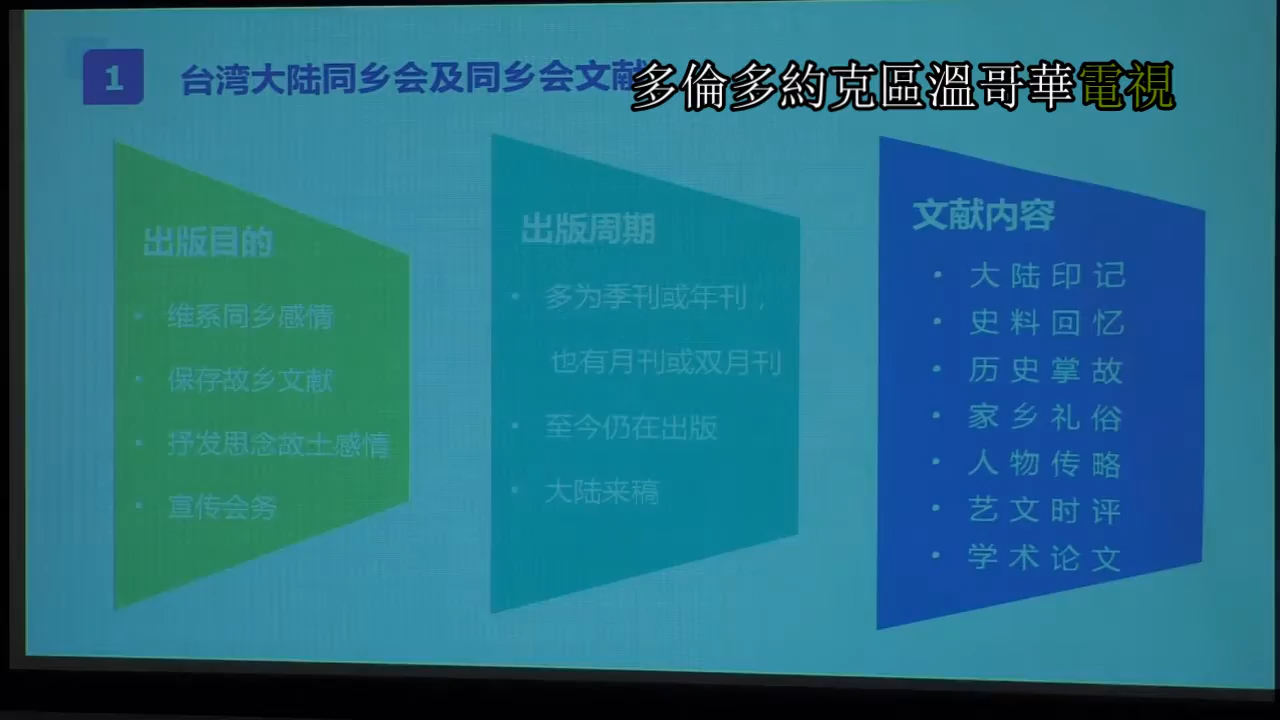 1
台湾大陆同乡会及同乡会文献
多倫多約克區溫哥華電視
出版目的
• 维系同乡感情
• 保存故乡文献
• 抒发思念故土感情
• 宣传会务
出版周期
• 多为季刊或年刊，
也有月刊或双月刊
• 至今仍在出版
• 大陆来稿
文献内容
• 大陆印记
• 史料回忆
• 历史掌故
• 家乡礼俗
• 人物传略
• 艺文时评
• 学术论文